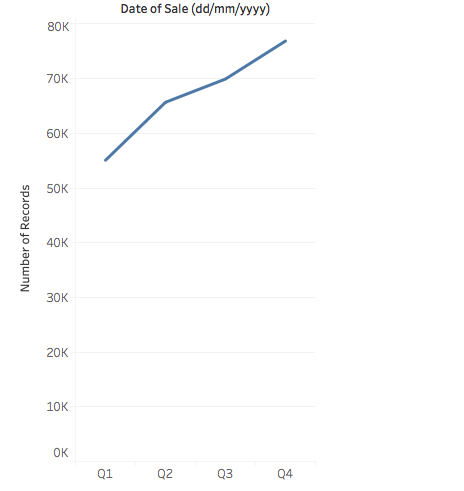 Date of Sale (dd/mm/yyyy)
80K
70K
60K
50K
40K
30K
20K
10K
0K
Number of Records
Q1 Q2 Q3 Q4